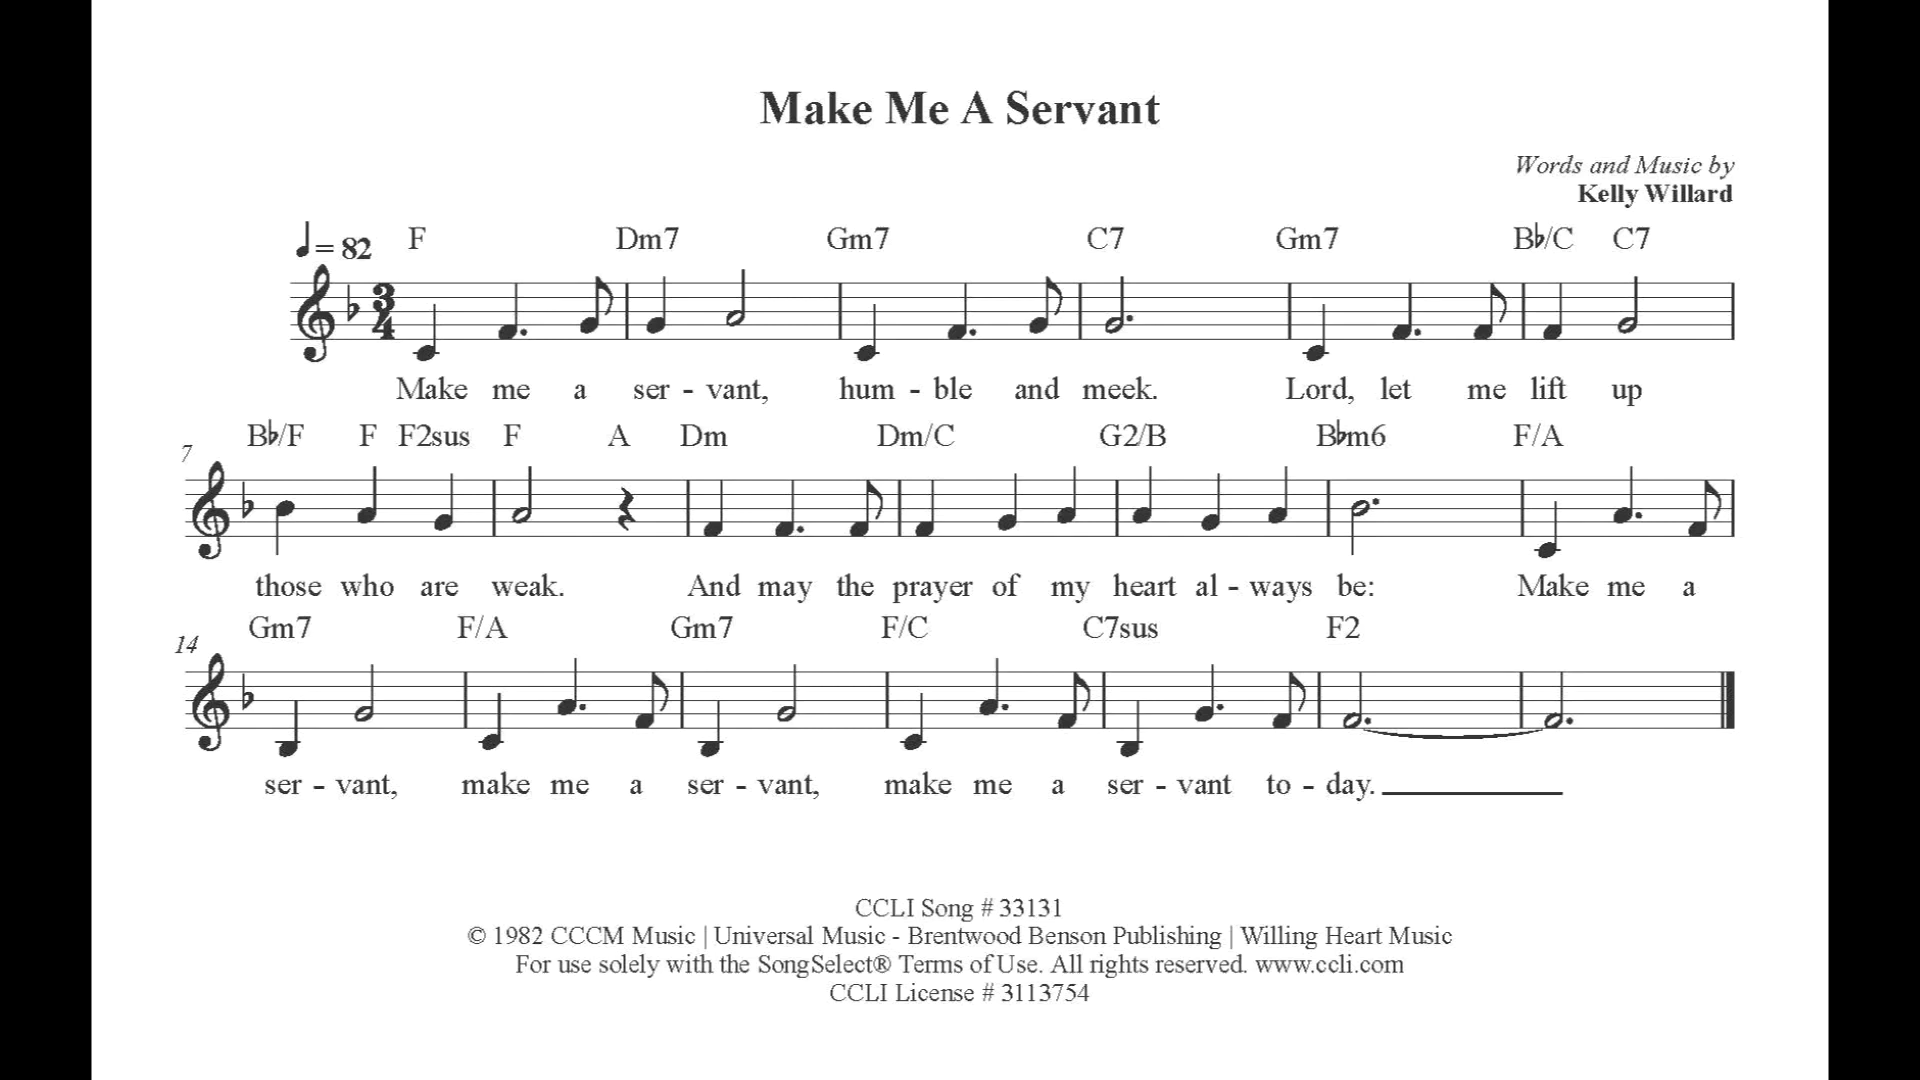 Make Me A Servant
Words and Music by
Kelly Willard
♩ = 82 F Dm7 Gm7 C7 Gm7 B♭/C C7
3/4
Make me a ser - vant, hum - ble and meek. Lord, let me lift up
7 B♭/F F F2sus F A Dm Dm/C G2/B B♭m6 F/A
those who are weak. And may the prayer of my heart al - ways be: Make me a
14 Gm7 F/A Gm7 F/C C7sus F2
ser - vant, make me a ser - vant, make me a ser - vant to - day.
CCLI Song # 33131
© 1982 CCCM Music | Universal Music - Brentwood Benson Publishing | Willing Heart Music
For use solely with the SongSelect® Terms of Use. All rights reserved. www.ccli.com
CCLI License # 3113754